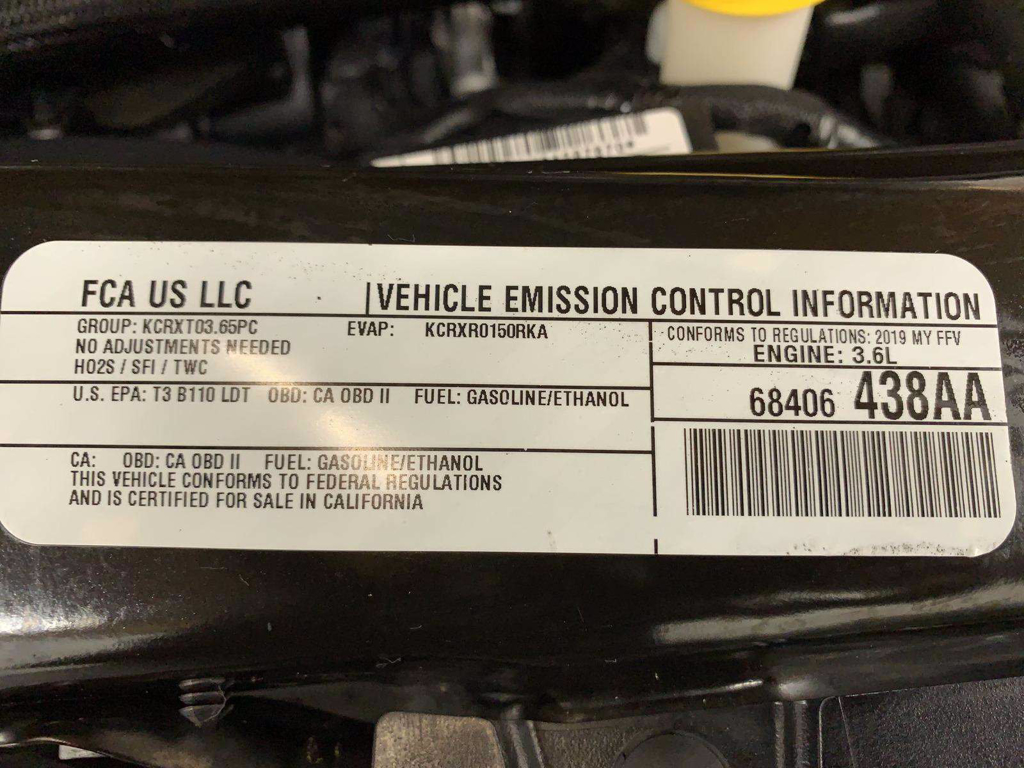 FCA US LLC
VEHICLE EMISSION CONTROL INFORMATION
GROUP: KCRXT03.65PC
EVAP: KCRXR0150RKA
NO ADJUSTMENTS NEEDED
HO2S / SFI / TWC
CONFORMS TO REGULATIONS: 2019 MY FFV
ENGINE: 3.6L
68406 438AA
U.S. EPA: T3 B110 LDT OBD: CA OBD II FUEL: GASOLINE/ETHANOL
CA: OBD: CA OBD II FUEL: GASOLINE/ETHANOL
THIS VEHICLE CONFORMS TO FEDERAL REGULATIONS
AND IS CERTIFIED FOR SALE IN CALIFORNIA